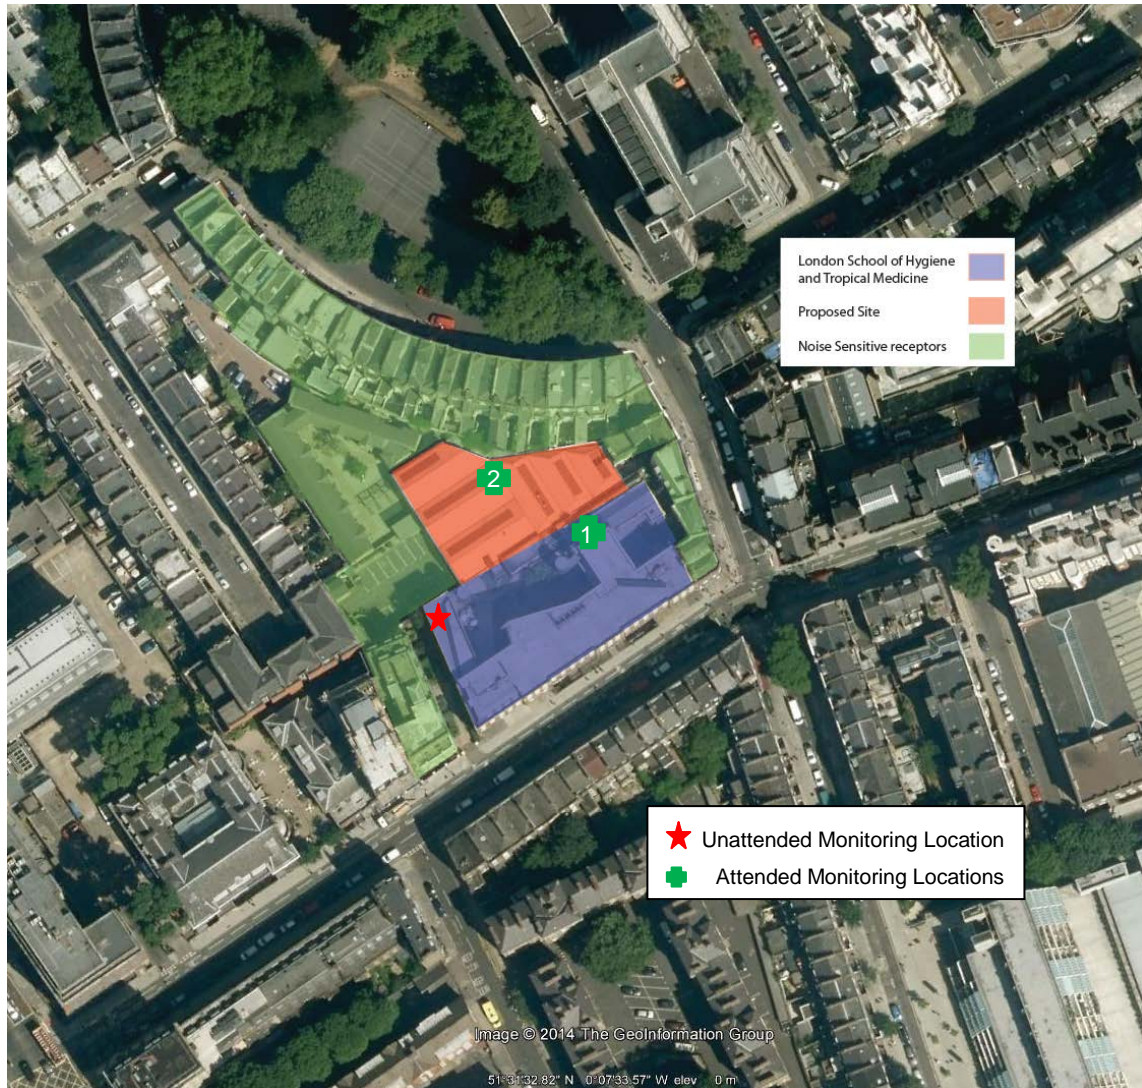 London School of Hygiene
and Tropical Medicine
Proposed Site
Noise Sensitive receptors
2
1
Unattended Monitoring Location
Attended Monitoring Locations
Image © 2014 The GeoInformation Group
51°31'32.82" N 0°07'33.57" W elev 0 m